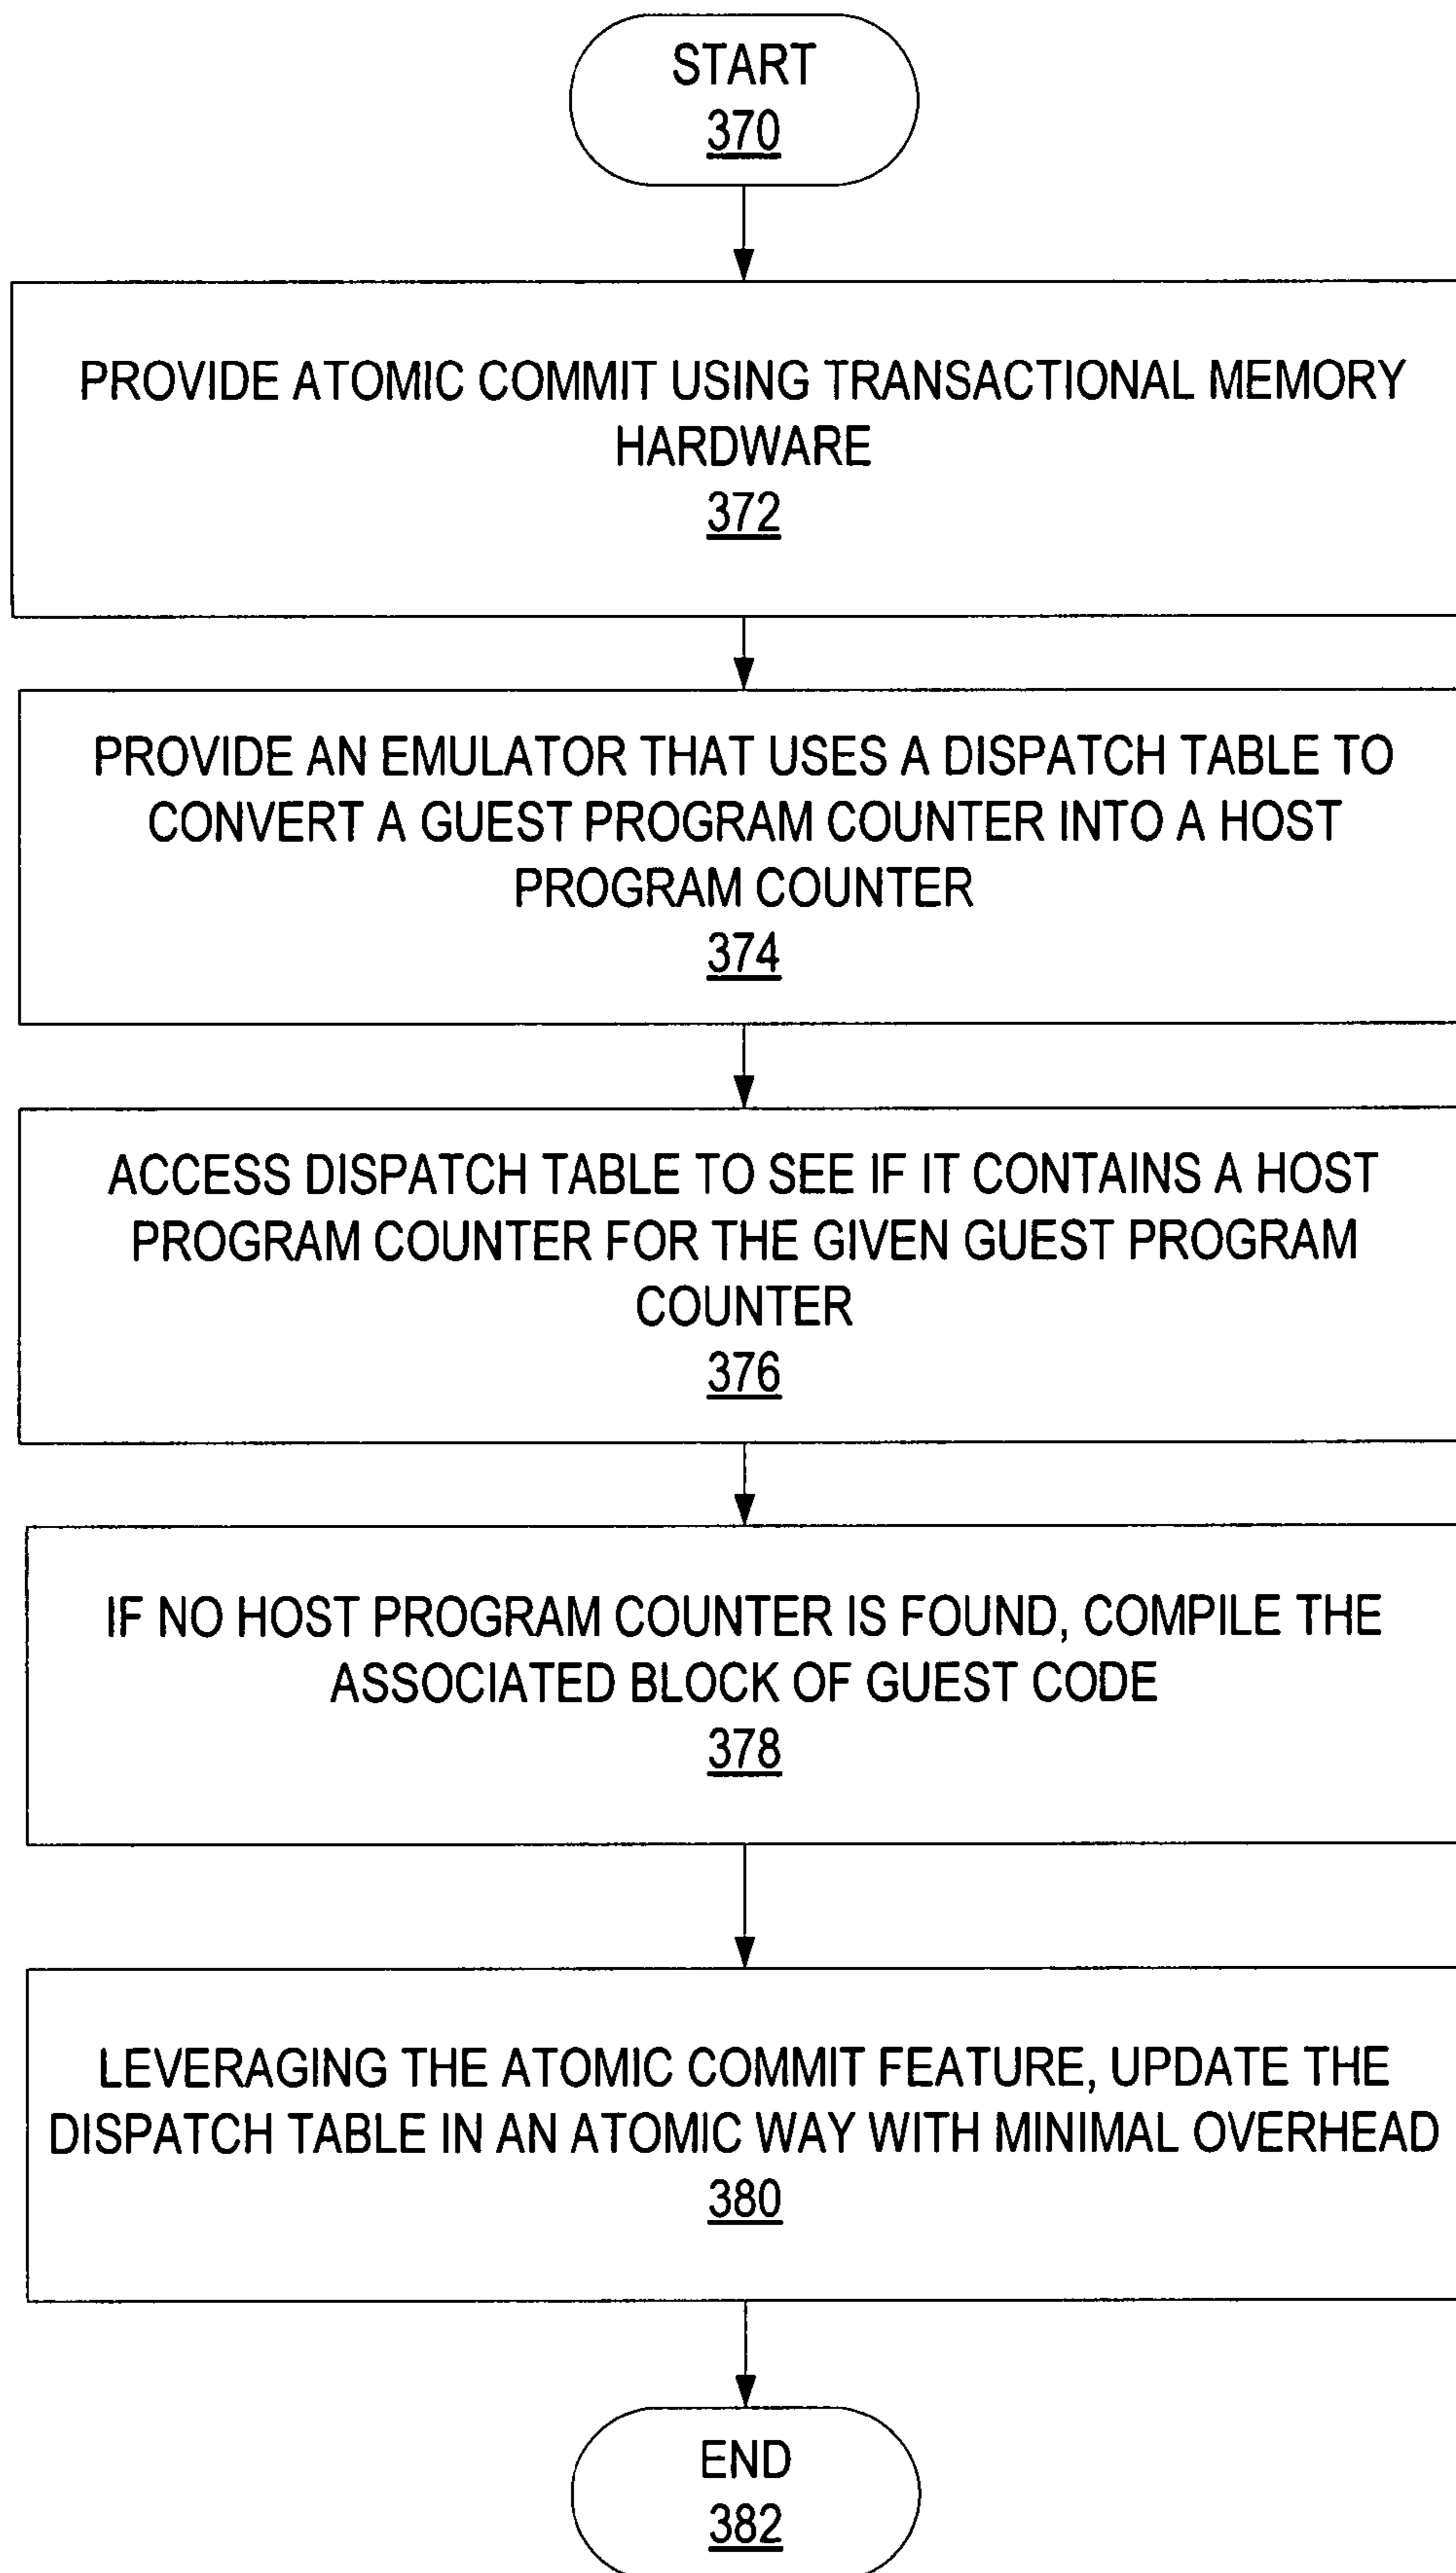 START
370
PROVIDE ATOMIC COMMIT USING TRANSACTIONAL MEMORY
HARDWARE
372
PROVIDE AN EMULATOR THAT USES A DISPATCH TABLE TO
CONVERT A GUEST PROGRAM COUNTER INTO A HOST
PROGRAM COUNTER
374
ACCESS DISPATCH TABLE TO SEE IF IT CONTAINS A HOST
PROGRAM COUNTER FOR THE GIVEN GUEST PROGRAM
COUNTER
376
IF NO HOST PROGRAM COUNTER IS FOUND, COMPILE THE
ASSOCIATED BLOCK OF GUEST CODE
378
LEVERAGING THE ATOMIC COMMIT FEATURE, UPDATE THE
DISPATCH TABLE IN AN ATOMIC WAY WITH MINIMAL OVERHEAD
380
END
382